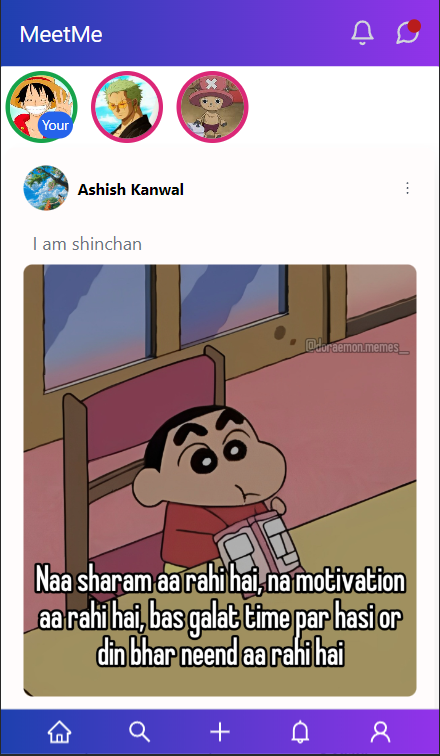 MeetMe
Your
Ashish Kanwal
I am shinchan
@doraemon.memes__
Naa sharam aa rahi hai, na motivation
aa rahi hai, bas galat time par hasi or
din bhar neend aa rahi hai